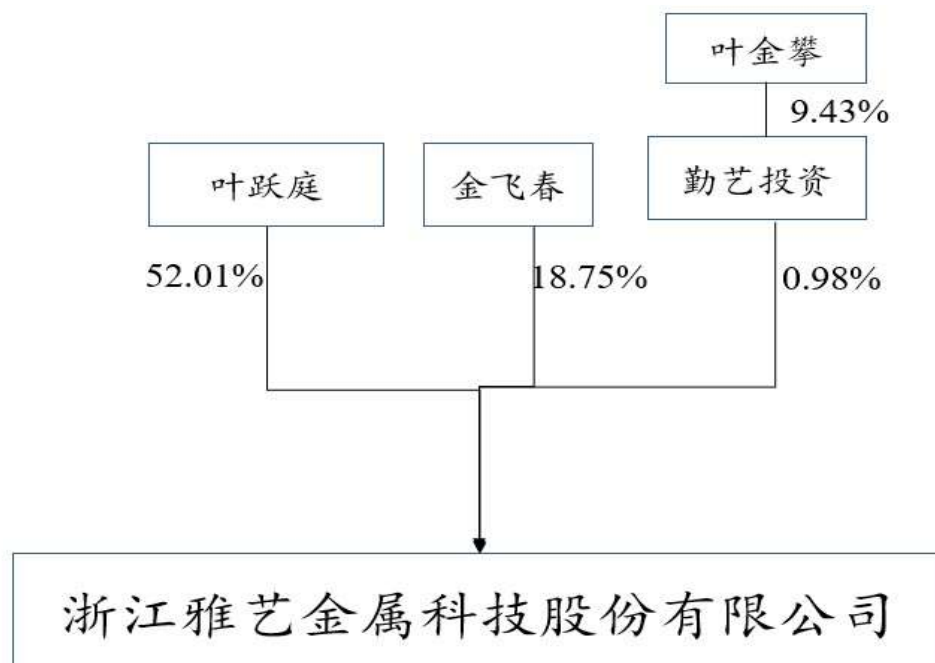 叶金攀
9.43%
叶跃庭
金飞春
勤艺投资
52.01%
18.75%
0.98%
浙江雅艺金属科技股份有限公司